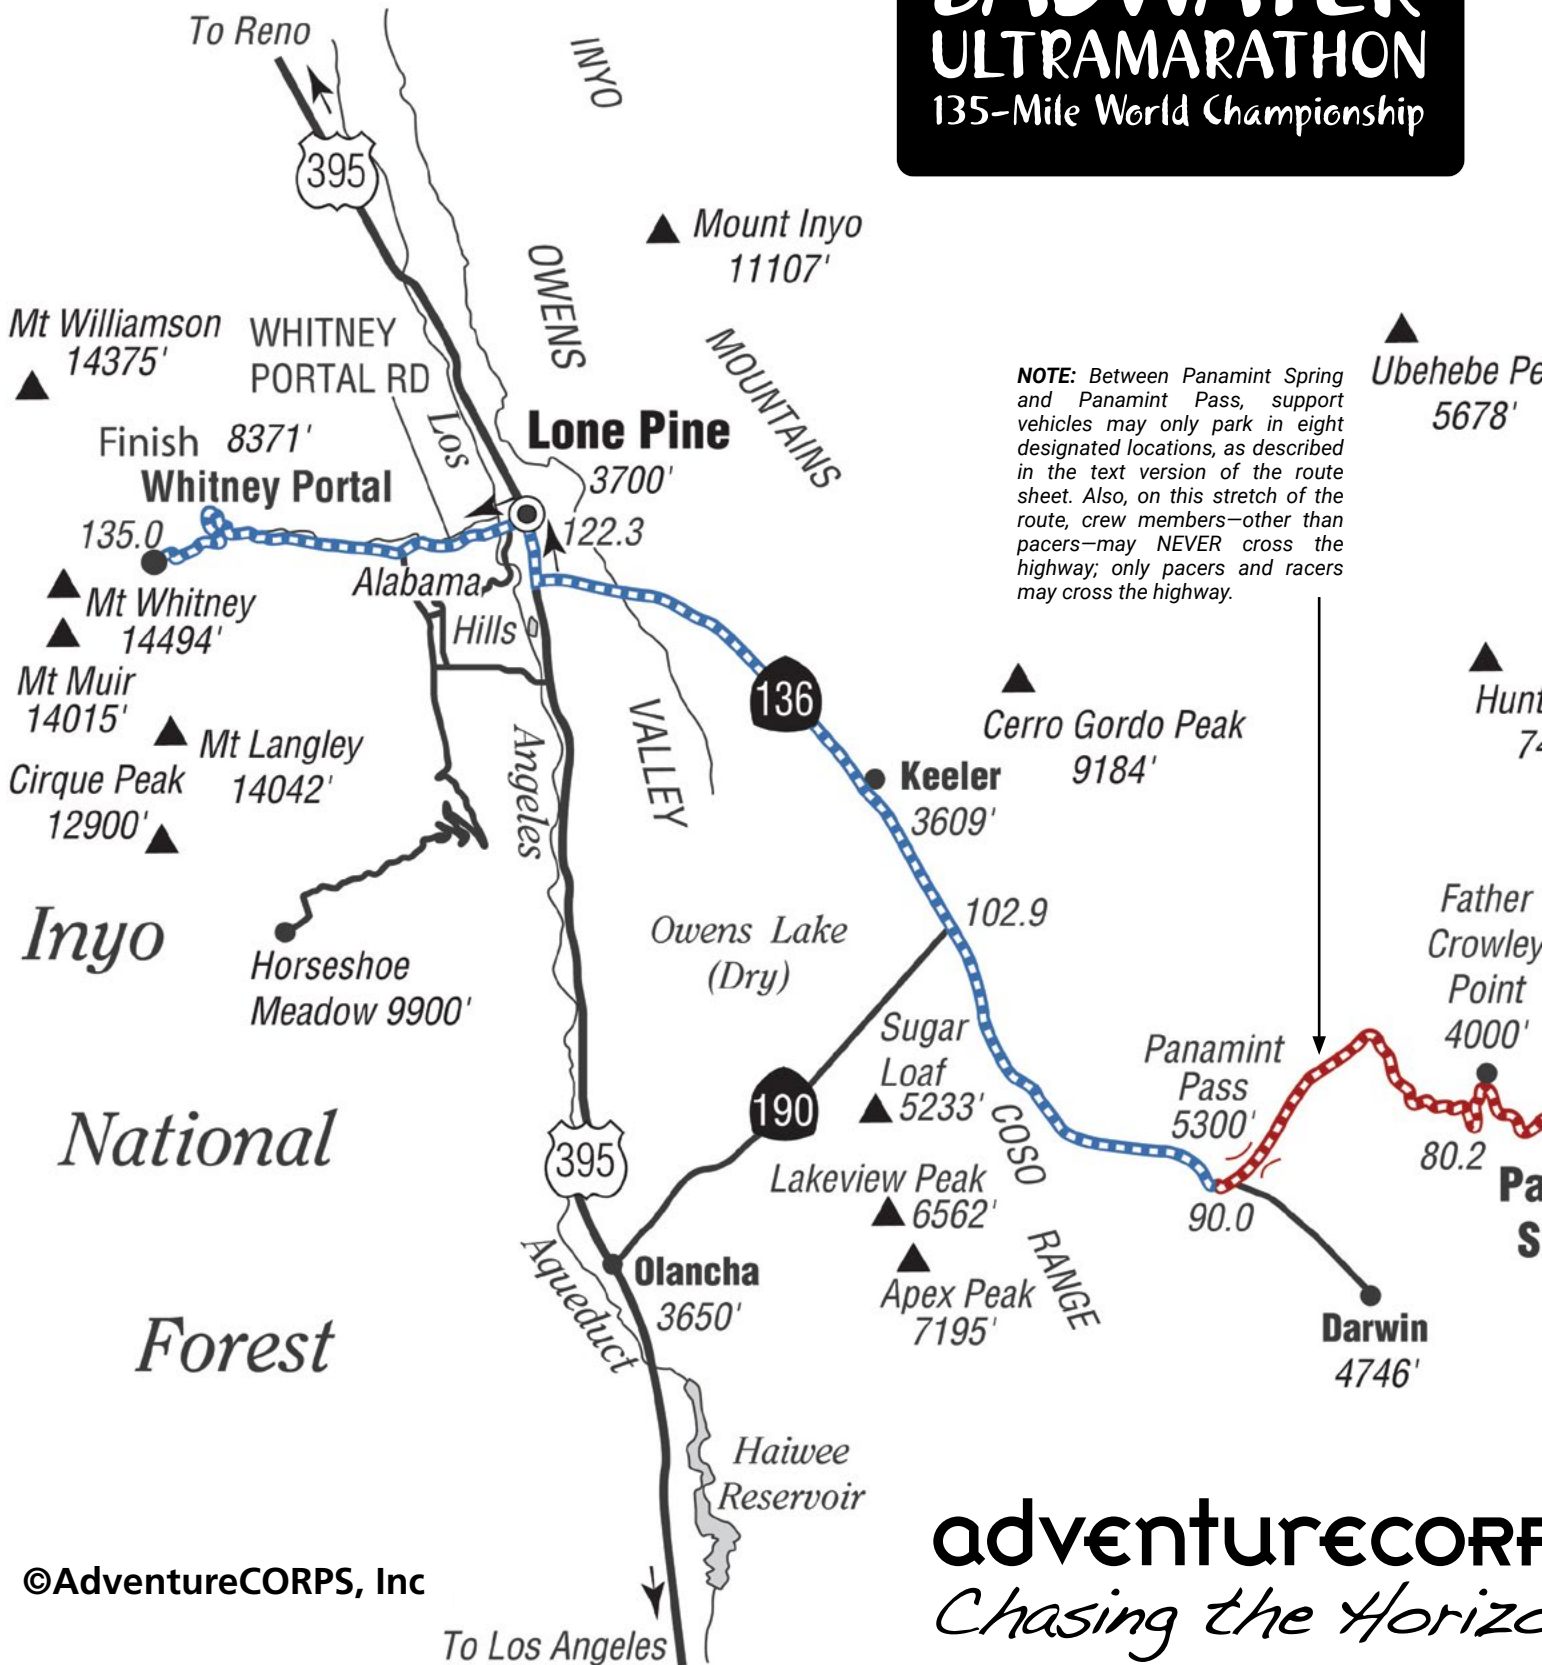 To Reno
INYO
ULTRAMARATHON
135-Mile World Championship
395
Mount Inyo
11107'
OWENS
MOUNTAINS
Mt Williamson
14375'
WHITNEY
PORTAL RD
Los
Lone Pine
3700'
122.3
NOTE: Between Panamint Spring
and Panamint Pass, support
vehicles may only park in eight
designated locations, as described
in the text version of the route
sheet. Also, on this stretch of the
route, crew members—other than
pacers—may NEVER cross the
highway; only pacers and racers
may cross the highway.
Ubehebe Pe
5678'
Finish 8371'
Whitney Portal
135.0
Alabama
Hills
Mt Whitney
14494'
Mt Muir
14015'
Mt Langley
14042'
Cirque Peak
12900'
Angeles
VALLEY
136
Cerro Gordo Peak
9184'
Hunt
74
Keeler
3609'
102.9
Inyo
Horseshoe
Meadow 9900'
Owens Lake
(Dry)
Father
Crowley
Point
4000'
Sugar
Loaf
5233'
Panamint
Pass
5300'
National
190
COSO
80.2
Pa
S
395
Lakeview Peak
6562'
90.0
RANGE
Aqueduct
Olancha
3650'
Apex Peak
7195'
Darwin
4746'
Forest
Haiwee
Reservoir
©AdventureCORPS, Inc
To Los Angeles
adventurecor
Chasing the Horizo